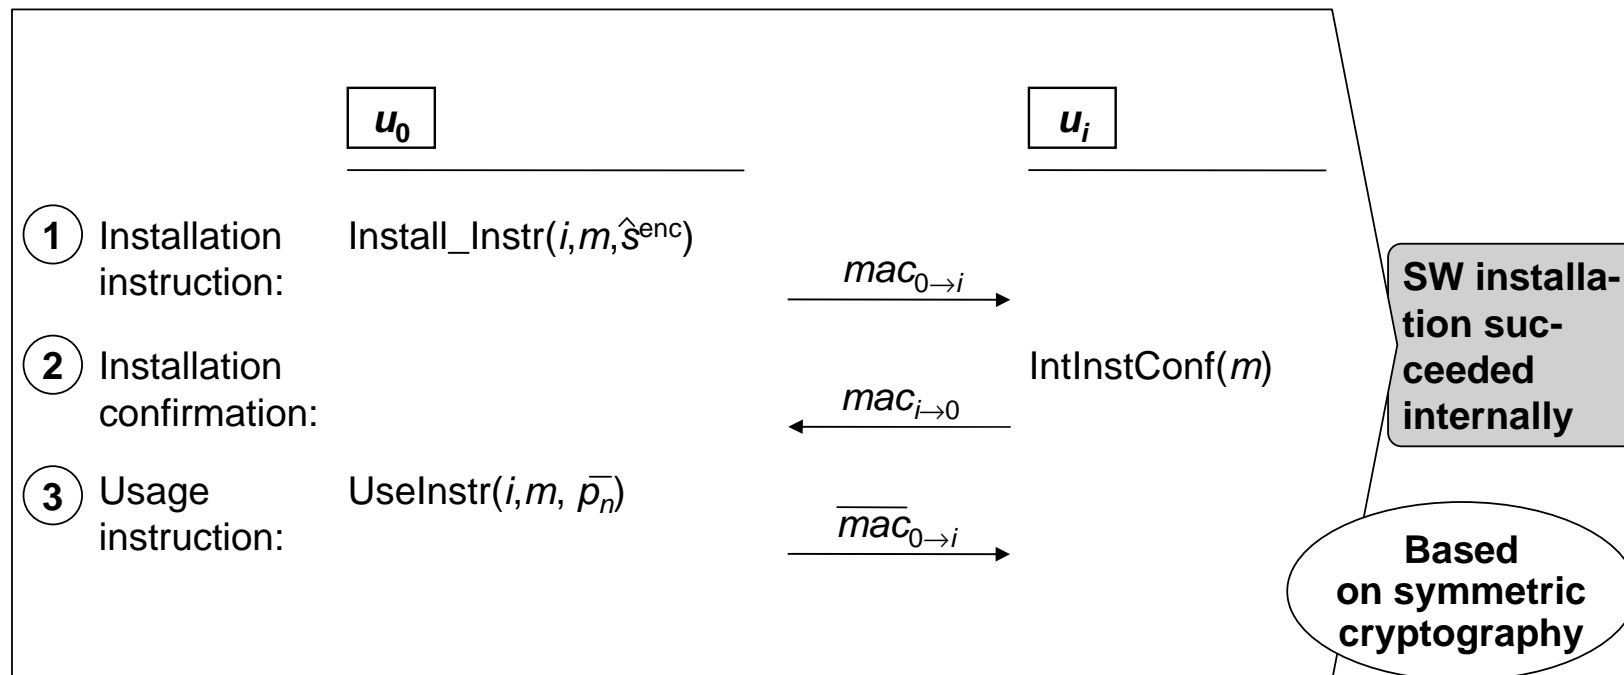 u₀
uᵢ
1 Installation instruction: Install_Instr(i,m,ŝᵉⁿᶜ)
mac₀→ᵢ
2 Installation confirmation: IntInstConf(m)
macᵢ→₀
3 Usage instruction: UseInstr(i,m, p̅ₙ)
m̅a̅c̅₀→ᵢ
SW installa-
tion suc-
ceeded
internally
Based
on symmetric
cryptography